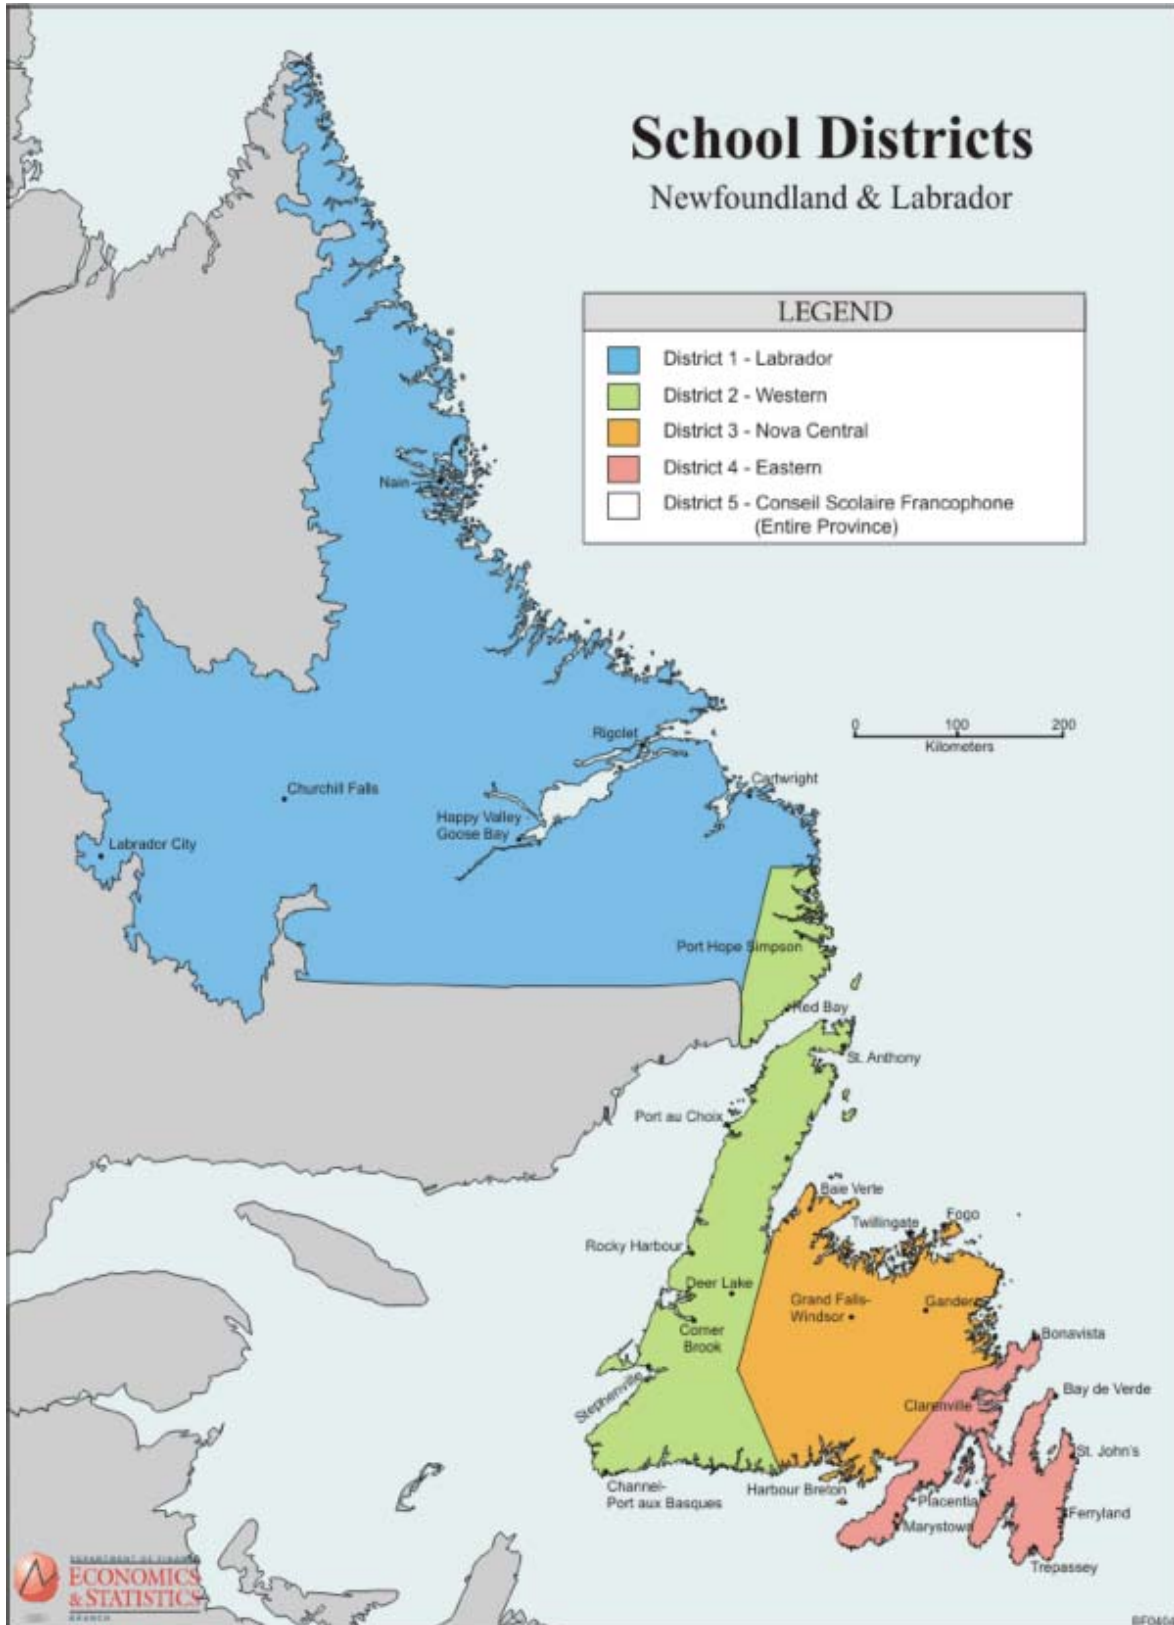 School Districts
Newfoundland & Labrador
LEGEND
District 1 - Labrador
District 2 - Western
District 3 - Nova Central
District 4 - Eastern
District 5 - Conseil Scolaire Francophone
(Entire Province)
Nain
0 100 200
Kilometers
Rigolet
Cartwright
Churchill Falls
Happy Valley
Goose Bay
Labrador City
Port Hope Simpson
Red Bay
St. Anthony
Port au Choix
Baie Verte
Twillingate
Fogo
Rocky Harbour
Deer Lake
Grand Falls-
Windsor
Gander
Corner
Brook
Bonavista
Stephenville
Clarenville
Bay de Verde
St. John's
Channel-
Port aux Basques
Harbour Breton
Placentia
Marystown
Ferryland
Trepassey
DEPARTMENT OF FINANCE
ECONOMICS
& STATISTICS
BRANCH